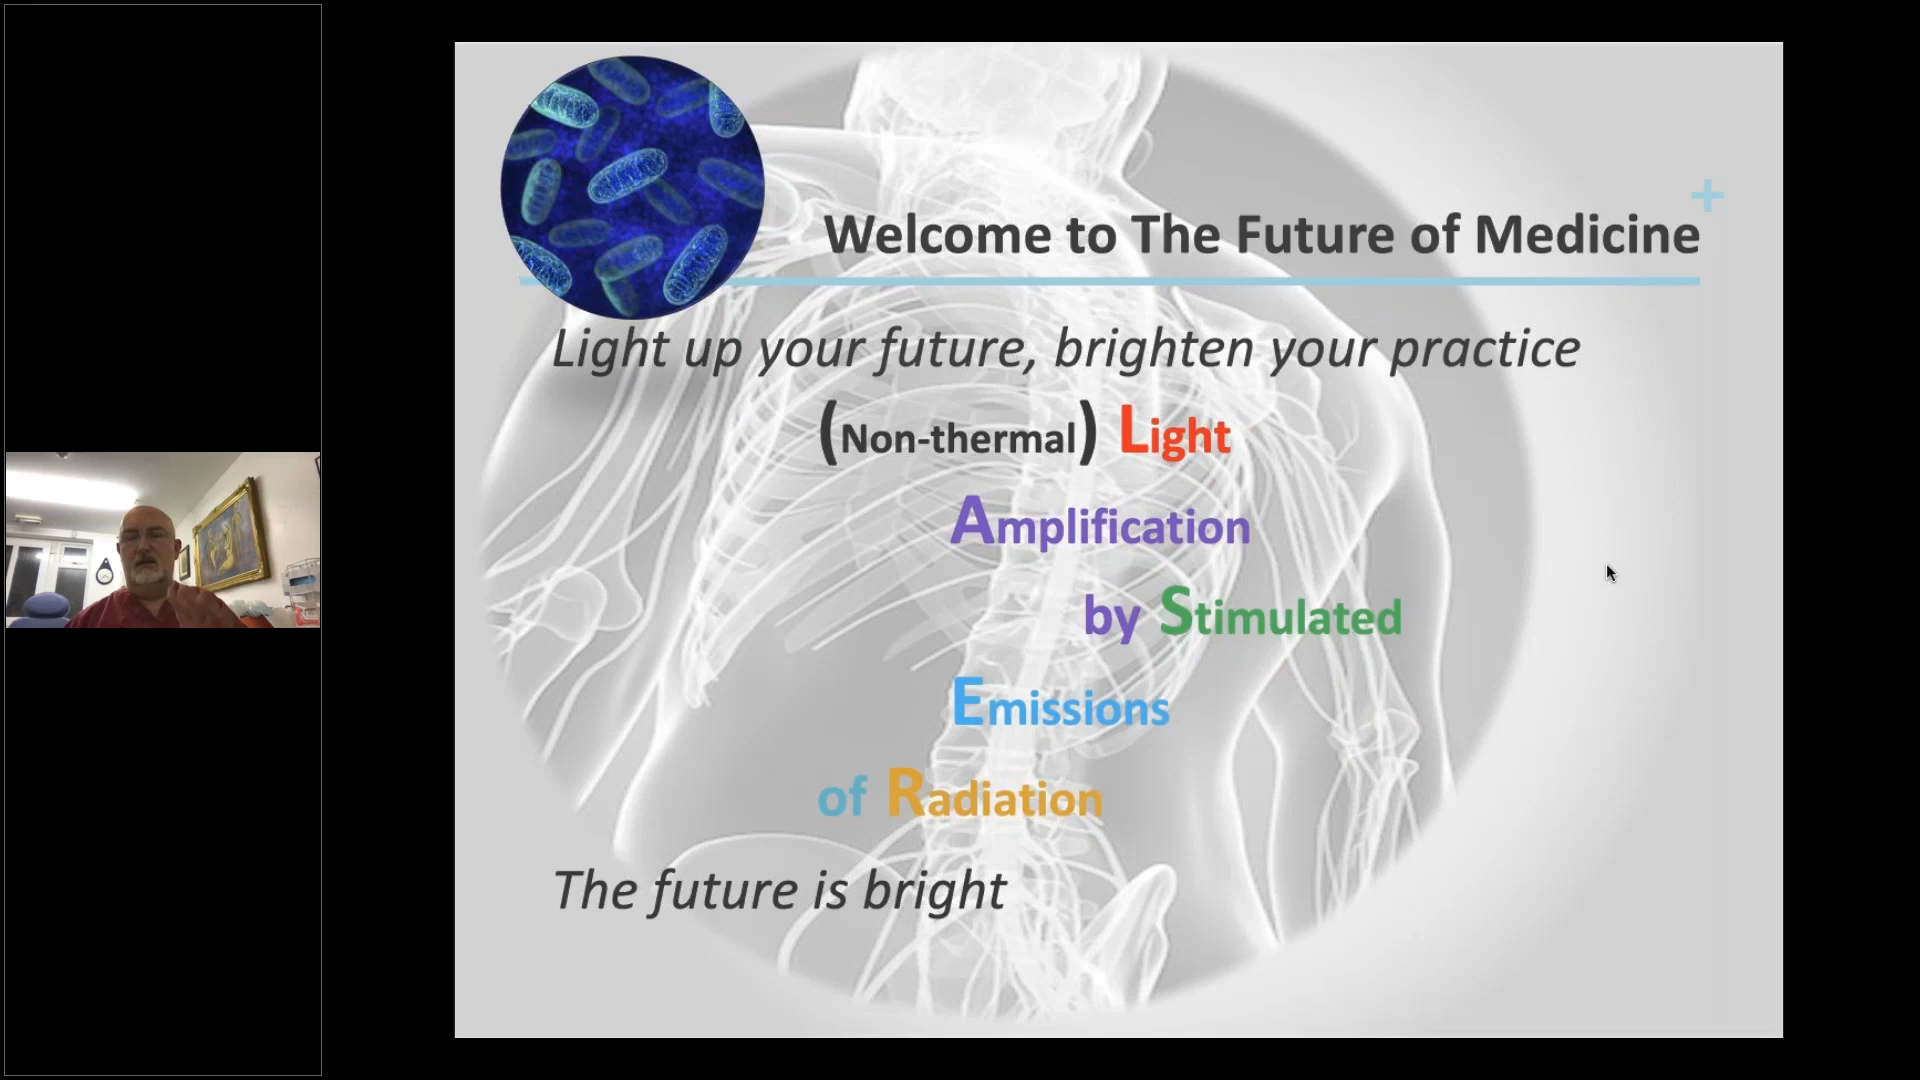 Welcome to The Future of Medicine
Light up your future, brighten your practice
(Non-thermal) Light
Amplification
by Stimulated
Emissions
of Radiation
The future is bright